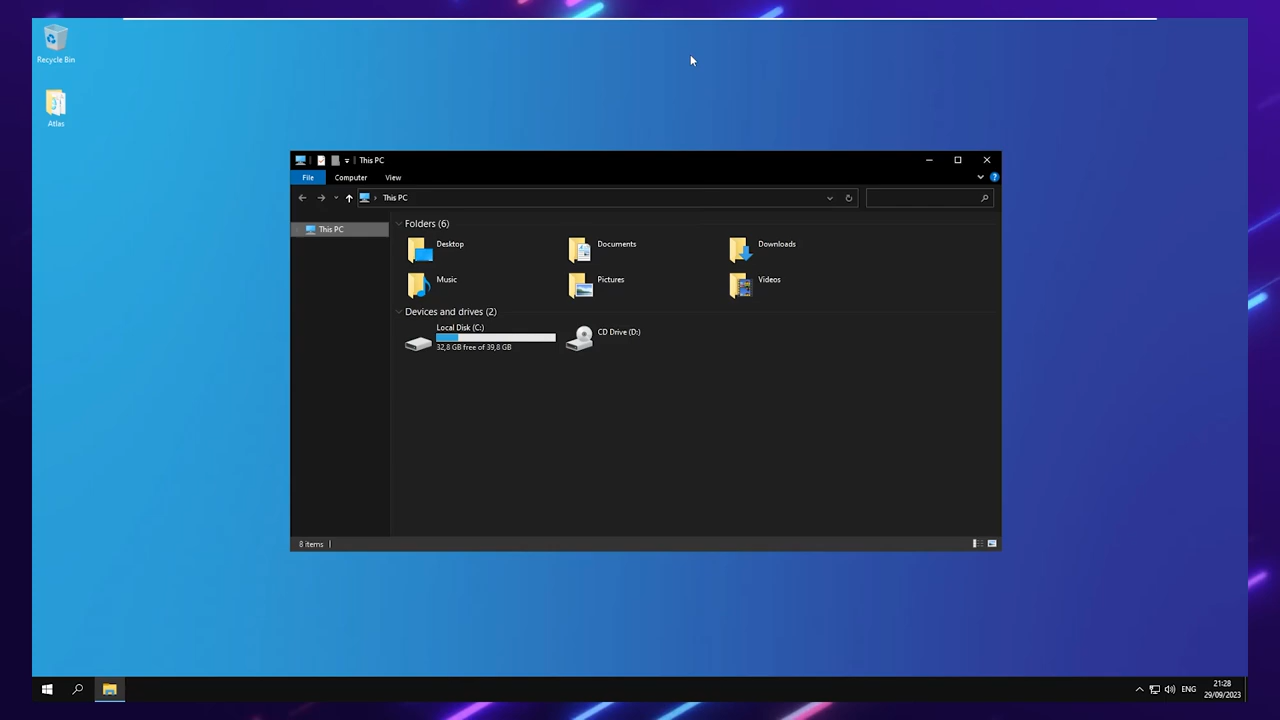 Recycle Bin
Atlas
This PC
File Computer View
This PC
This PC
Folders (6)
Desktop Documents Downloads
Music Pictures Videos
Devices and drives (2)
Local Disk (C:)
32,8 GB free of 39,8 GB
CD Drive (D:)
8 items
ENG
21:28
29/09/2023